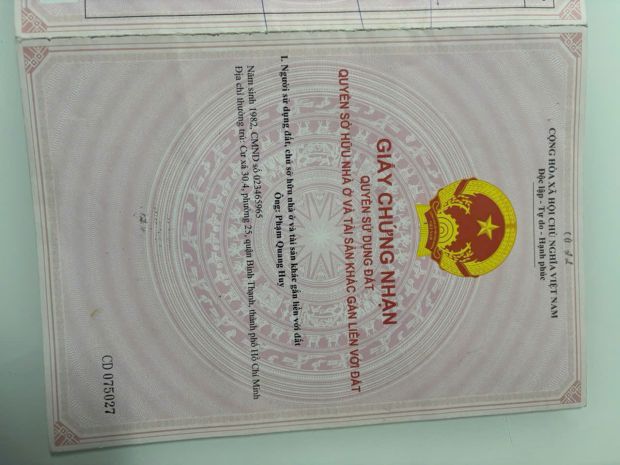 CỘNG HÒA XÃ HỘI CHỦ NGHĨA VIỆT NAM
Độc lập - Tự do - Hạnh phúc
GIẤY CHỨNG NHẬN
QUYỀN SỬ DỤNG ĐẤT
QUYỀN SỞ HỮU NHÀ Ở VÀ TÀI SẢN KHÁC GẮN LIỀN VỚI ĐẤT
I. Người sử dụng đất, chủ sở hữu nhà ở và tài sản khác gắn liền với đất
Ông: Phạm Quang Huy
Năm sinh 1982, CMND số 023465965
Địa chỉ thường trú: Cư xá 30.4, phường 25, quận Bình Thạnh, thành phố Hồ Chí Minh
CD 075027